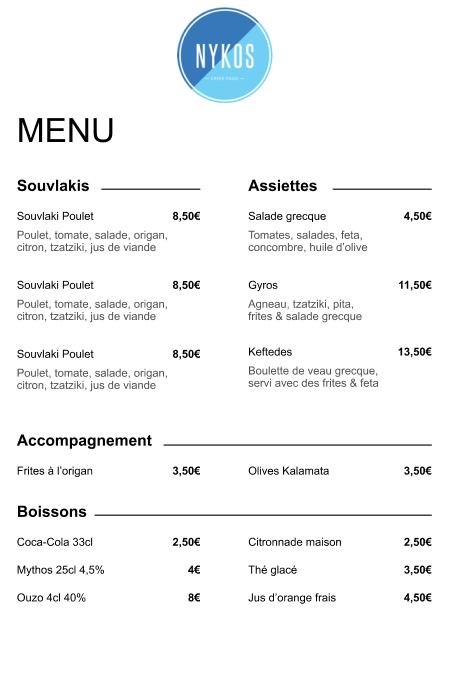 NYKOS
GREEK FOOD
MENU
Souvlakis
Souvlaki Poulet 8,50€
Poulet, tomate, salade, origan,
citron, tzatziki, jus de viande
Souvlaki Poulet 8,50€
Poulet, tomate, salade, origan,
citron, tzatziki, jus de viande
Souvlaki Poulet 8,50€
Poulet, tomate, salade, origan,
citron, tzatziki, jus de viande
Assiettes
Salade grecque 4,50€
Tomates, salades, feta,
concombre, huile d’olive
Gyros 11,50€
Agneau, tzatziki, pita,
frites & salade grecque
Keftedes 13,50€
Boulette de veau grecque,
servi avec des frites & feta
Accompagnement
Frites à l’origan 3,50€
Olives Kalamata 3,50€
Boissons
Coca-Cola 33cl 2,50€
Mythos 25cl 4,5% 4€
Ouzo 4cl 40% 8€
Citronnade maison 2,50€
Thé glacé 3,50€
Jus d’orange frais 4,50€